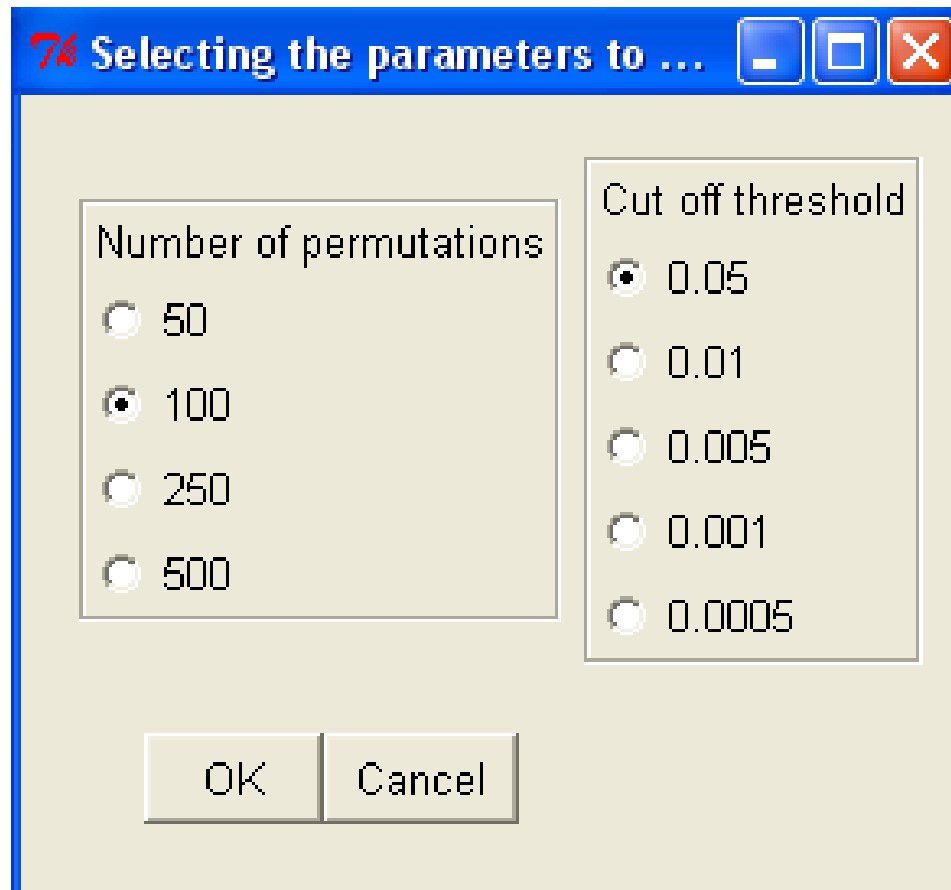 Selecting the parameters to ...
Number of permutations
50
100
250
500
Cut off threshold
0.05
0.01
0.005
0.001
0.0005
OK
Cancel